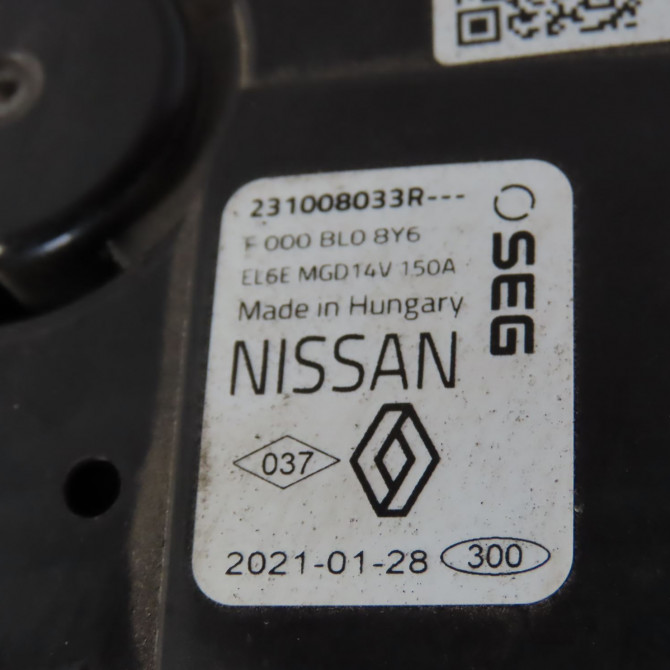 231008033R---
F 000 BL0 8Y6
EL6E MGD14V 150A
Made in Hungary
SEG
NISSAN
037
2021-01-28 300